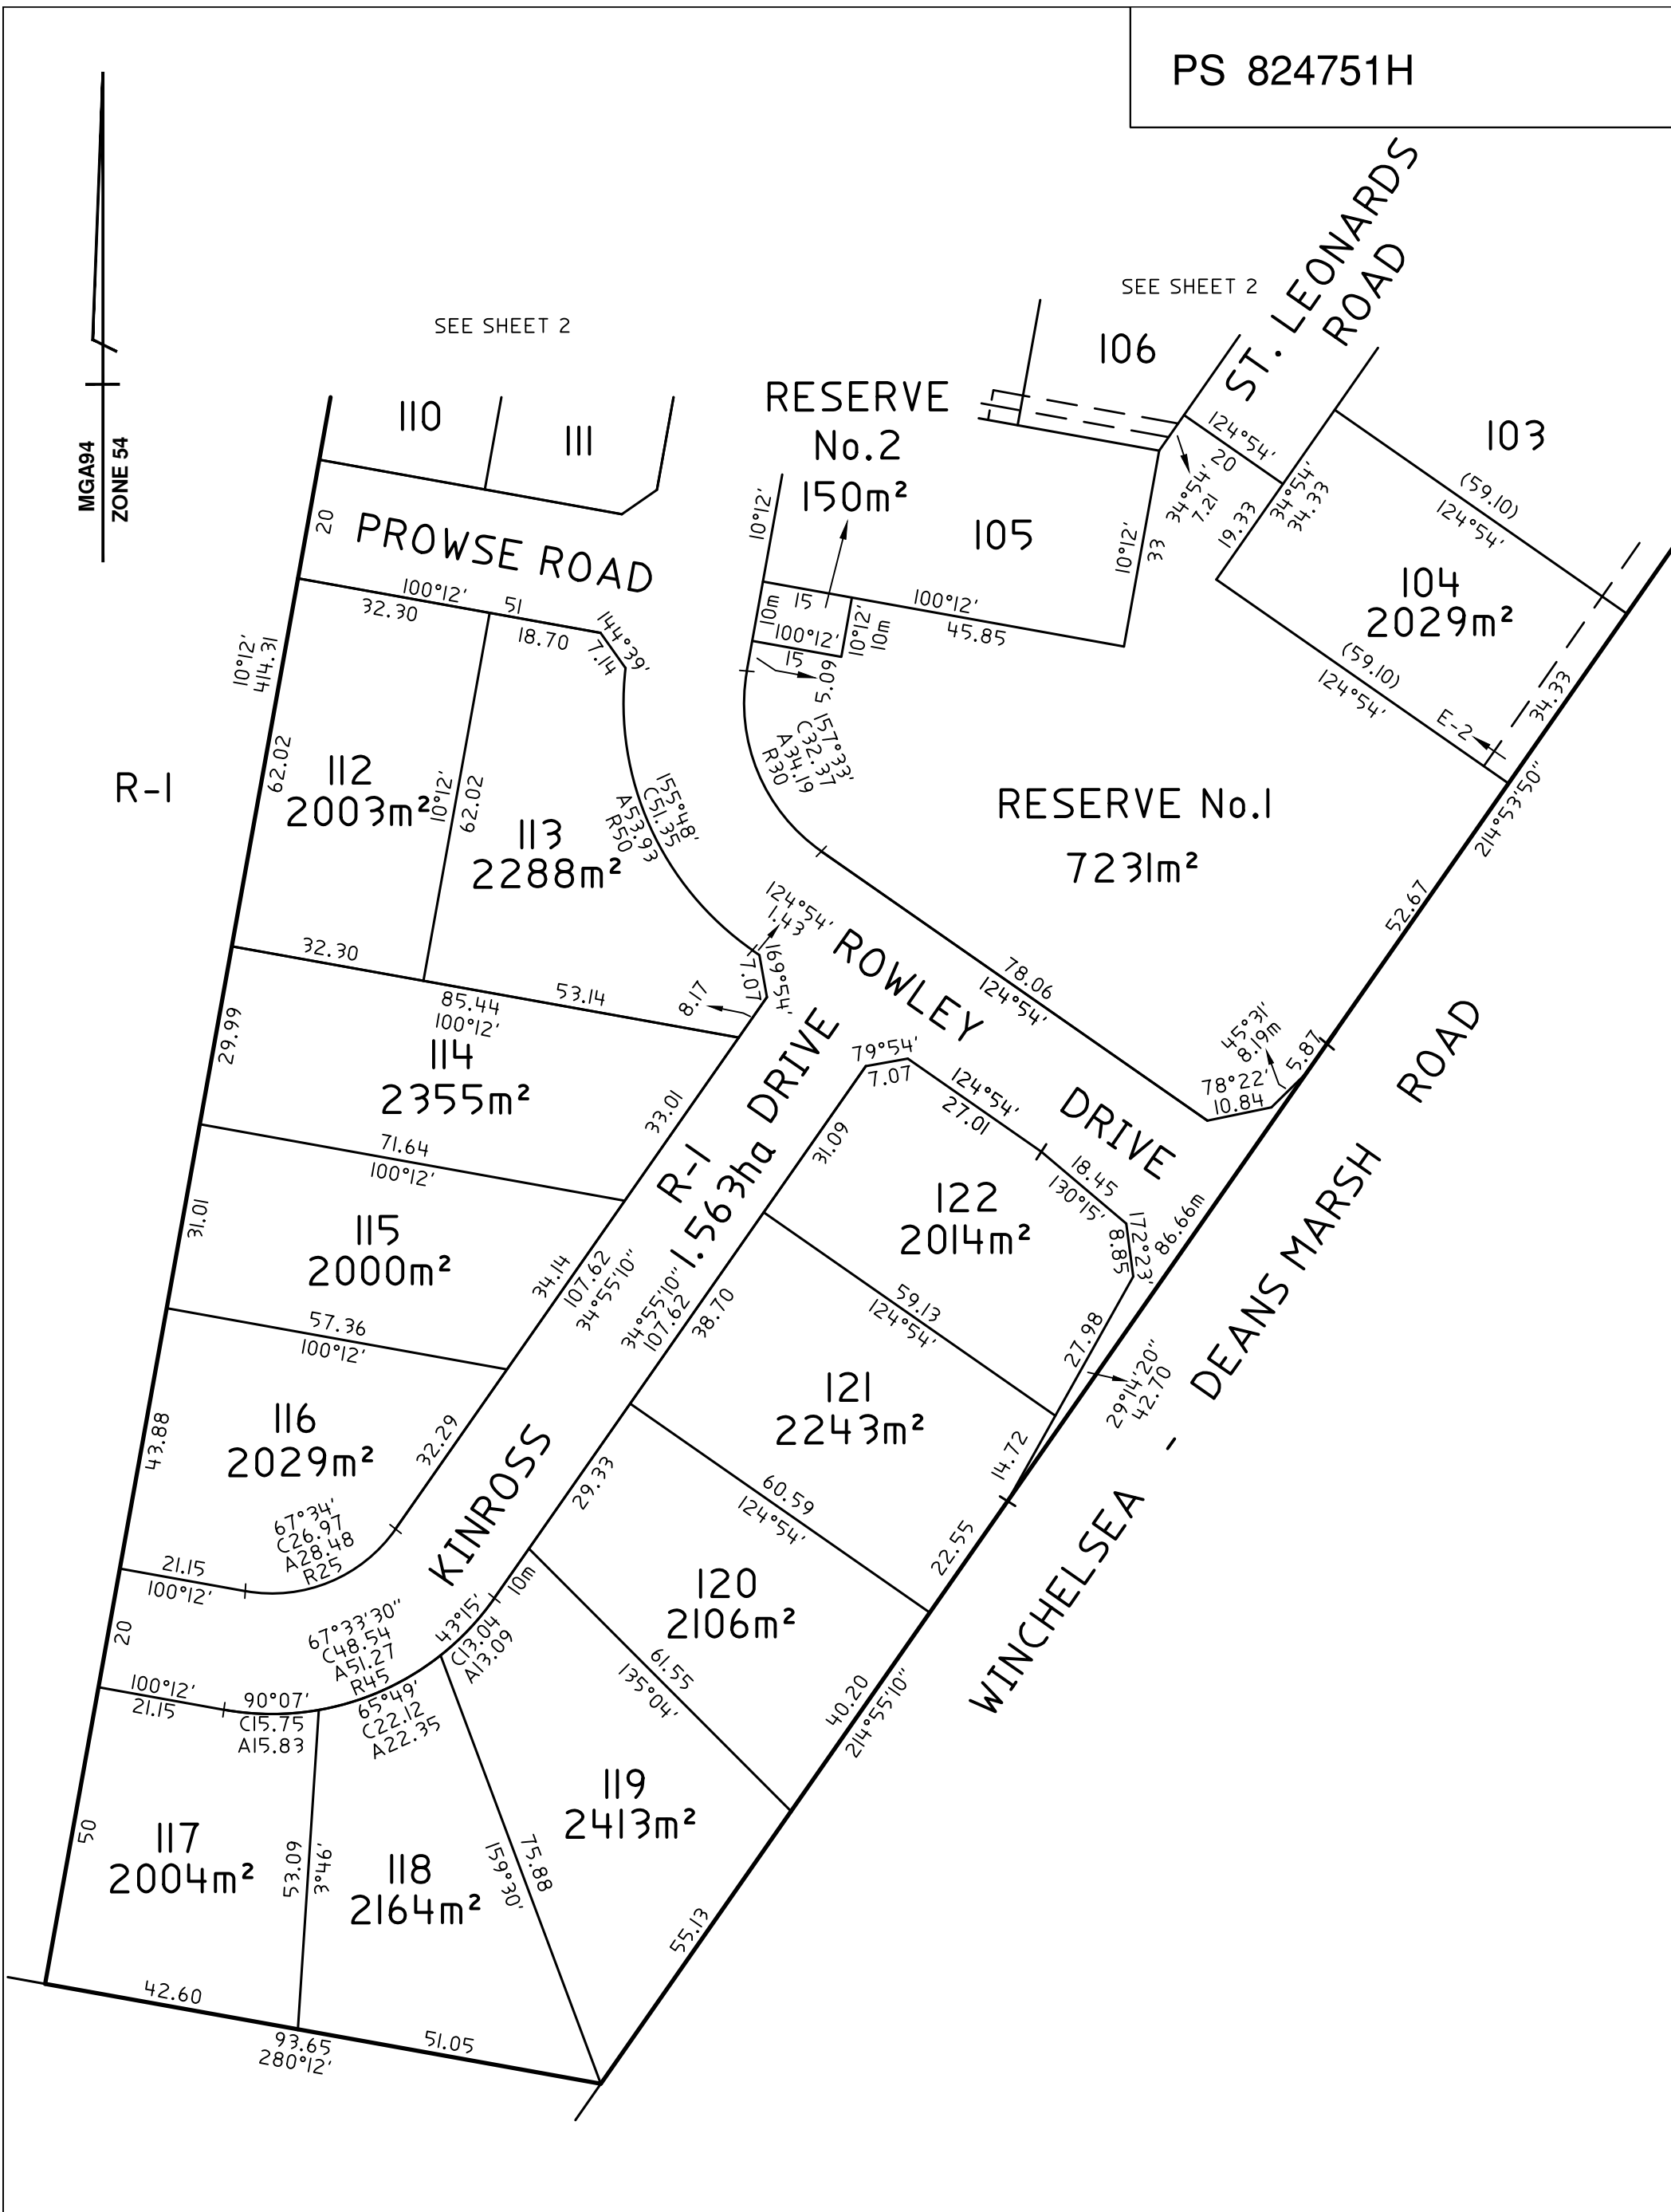 PS 824751H
MGA94
ZONE 54
SEE SHEET 2
SEE SHEET 2
ST. LEONARDS
ROAD
106
110
111
RESERVE
No.2
150m²
103
105
124°54'
20
34°54'
7.21
19.33
34°54'
34.33
(59.10)
124°54'
104
2029m²
(59.10)
124°54'
E-2
34.33
214°53'50"
20
PROWSE ROAD
100°12'
32.30
51
18.70
144°39'
7.14
10°12'
10m
15
100°12'
10°12'
10m
15
5.09
100°12'
45.85
10°12'
33
10°12'
414.31
62.02
R-1
112
2003m²
10°12'
62.02
113
2288m²
155°48'
C51.35
A53.93
R50
157°33'
C32.37
A34.19
R30
RESERVE No.1
7231m²
52.67
124°54'
1.43
169°54'
7.07
8.17
32.30
53.14
85.44
100°12'
ROWLEY
DRIVE
78.06
124°54'
45°31'
8.19m
78°22'
10.84
5.87
29.99
114
2355m²
33.01
71.64
100°12'
R-1
1.563ha
KINROSS
DRIVE
79°54'
7.07
124°54'
27.01
31.09
18.45
130°15'
172°23'
8.85
86.66m
122
2014m²
31.01
115
2000m²
34.14
107.62
34°55'10"
34°55'10"
107.62
38.70
59.13
124°54'
27.98
29°14'20"
42.70
57.36
100°12'
WINCHELSEA - DEANS MARSH ROAD
43.88
116
2029m²
32.29
121
2243m²
14.72
29.33
60.59
124°54'
22.55
67°34'
C26.97
A28.48
R25
21.15
100°12'
20
120
2106m²
10m
43°15'
C13.04
A13.09
67°33'30"
C48.54
A51.27
R45
65°49'
C22.12
A22.35
61.55
135°04'
40.20
214°55'10"
100°12'
21.15
90°07'
C15.75
A15.83
50
117
2004m²
53.09
3°46'
118
2164m²
75.88
159°30'
119
2413m²
55.13
42.60
93.65
280°12'
51.05